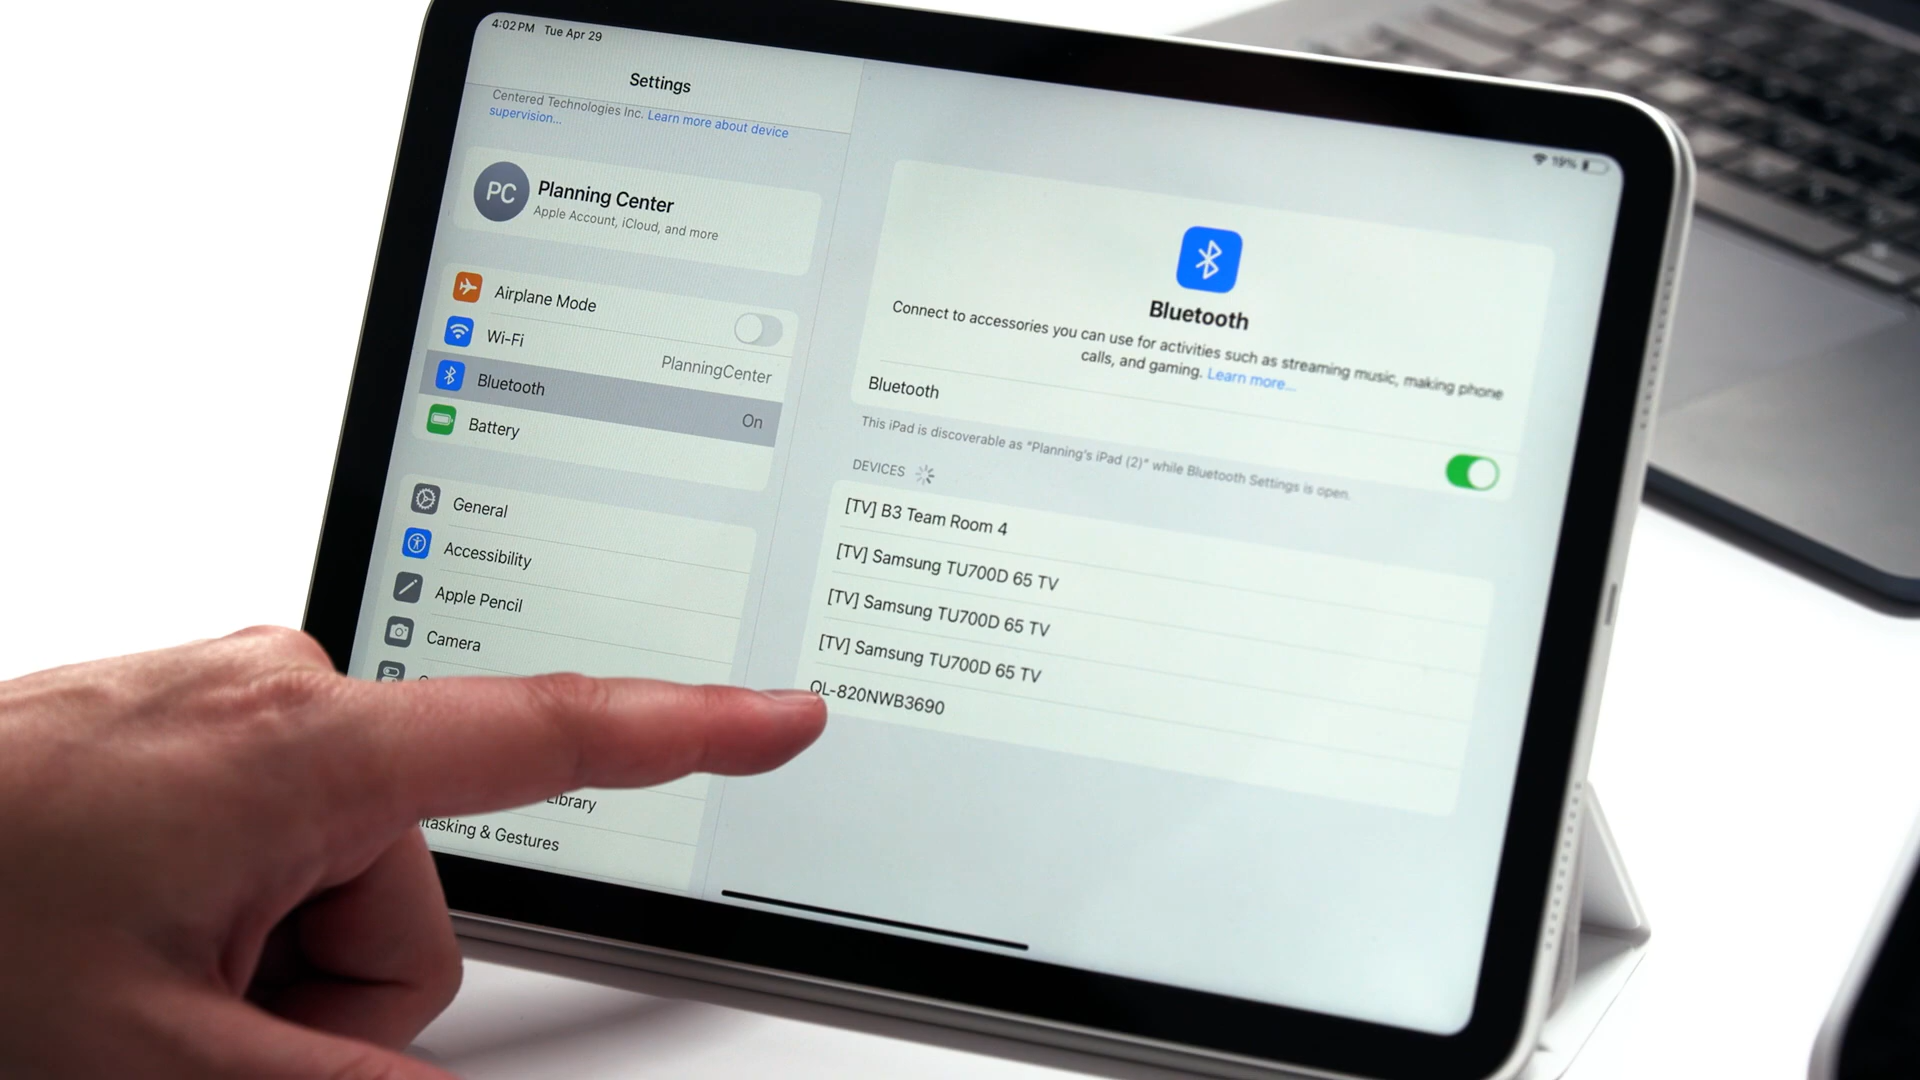 4:02 PM Tue Apr 29
19%
Settings
Centered Technologies Inc. Learn more about device
supervision...
PC
Planning Center
Apple Account, iCloud, and more
Airplane Mode
Wi-Fi
PlanningCenter
Bluetooth
On
Battery
General
Accessibility
Apple Pencil
Camera
Library
itasking & Gestures
Bluetooth
Connect to accessories you can use for activities such as streaming music, making phone
calls, and gaming. Learn more...
Bluetooth
This iPad is discoverable as "Planning's iPad (2)" while Bluetooth Settings is open.
DEVICES
[TV] B3 Team Room 4
[TV] Samsung TU700D 65 TV
[TV] Samsung TU700D 65 TV
[TV] Samsung TU700D 65 TV
QL-820NWB3690